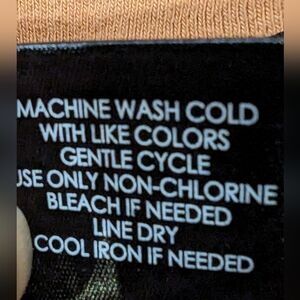 MACHINE WASH COLD
WITH LIKE COLORS
GENTLE CYCLE
USE ONLY NON-CHLORINE
BLEACH IF NEEDED
LINE DRY
COOL IRON IF NEEDED